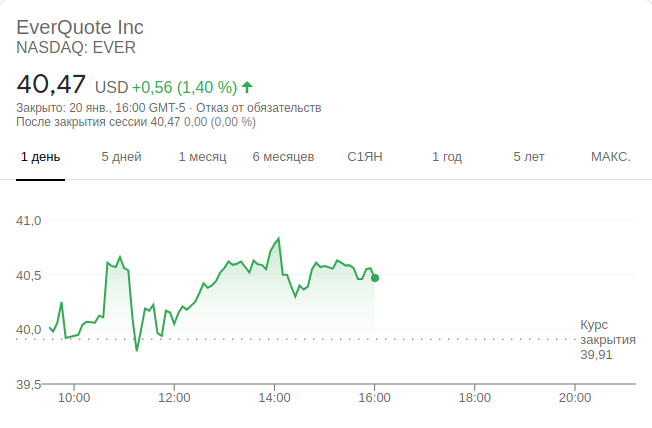 EverQuote Inc
NASDAQ: EVER
40,47 USD +0,56 (1,40 %)
Закрыто: 20 янв., 16:00 GMT-5 · Отказ от обязательств
После закрытия сессии 40,47 0,00 (0,00 %)
1 день 5 дней 1 месяц 6 месяцев С1ЯН 1 год 5 лет МАКС.
41,0
40,5
40,0
Курс
закрытия
39,91
39,5
10:00 12:00 14:00 16:00 18:00 20:00